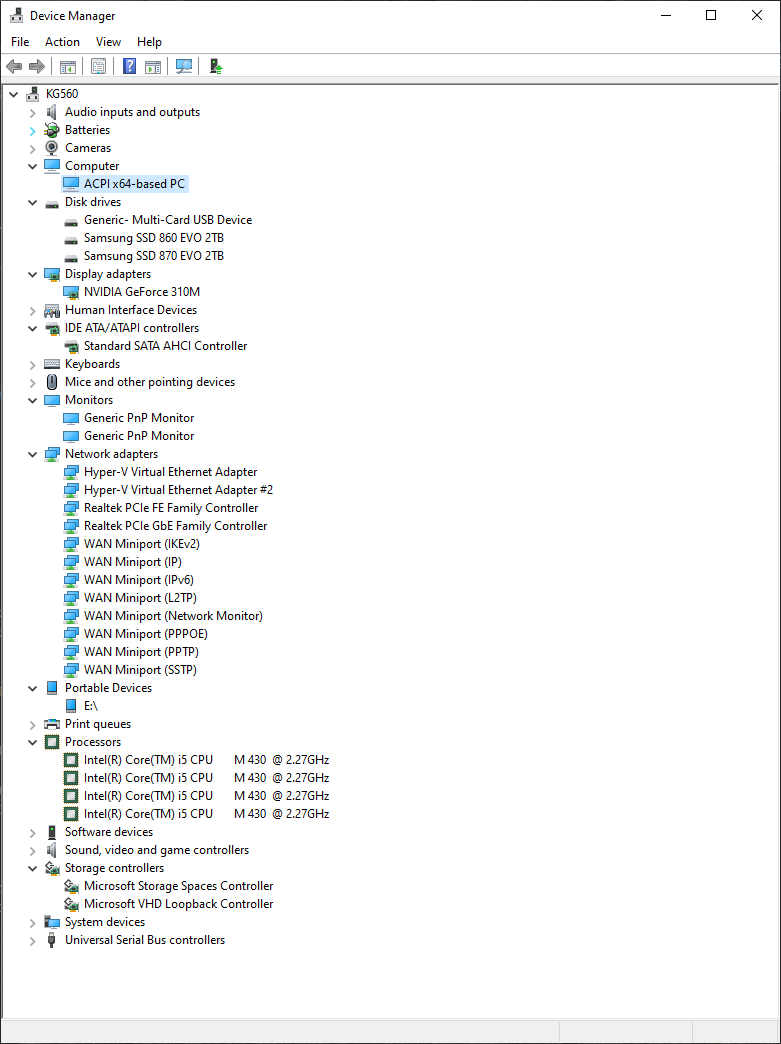 Device Manager
File Action View Help
KG560
Audio inputs and outputs
Batteries
Cameras
Computer
ACPI x64-based PC
Disk drives
Generic- Multi-Card USB Device
Samsung SSD 860 EVO 2TB
Samsung SSD 870 EVO 2TB
Display adapters
NVIDIA GeForce 310M
Human Interface Devices
IDE ATA/ATAPI controllers
Standard SATA AHCI Controller
Keyboards
Mice and other pointing devices
Monitors
Generic PnP Monitor
Generic PnP Monitor
Network adapters
Hyper-V Virtual Ethernet Adapter
Hyper-V Virtual Ethernet Adapter #2
Realtek PCIe FE Family Controller
Realtek PCIe GbE Family Controller
WAN Miniport (IKEv2)
WAN Miniport (IP)
WAN Miniport (IPv6)
WAN Miniport (L2TP)
WAN Miniport (Network Monitor)
WAN Miniport (PPPOE)
WAN Miniport (PPTP)
WAN Miniport (SSTP)
Portable Devices
E:\
Print queues
Processors
Intel(R) Core(TM) i5 CPU M 430 @ 2.27GHz
Intel(R) Core(TM) i5 CPU M 430 @ 2.27GHz
Intel(R) Core(TM) i5 CPU M 430 @ 2.27GHz
Intel(R) Core(TM) i5 CPU M 430 @ 2.27GHz
Software devices
Sound, video and game controllers
Storage controllers
Microsoft Storage Spaces Controller
Microsoft VHD Loopback Controller
System devices
Universal Serial Bus controllers